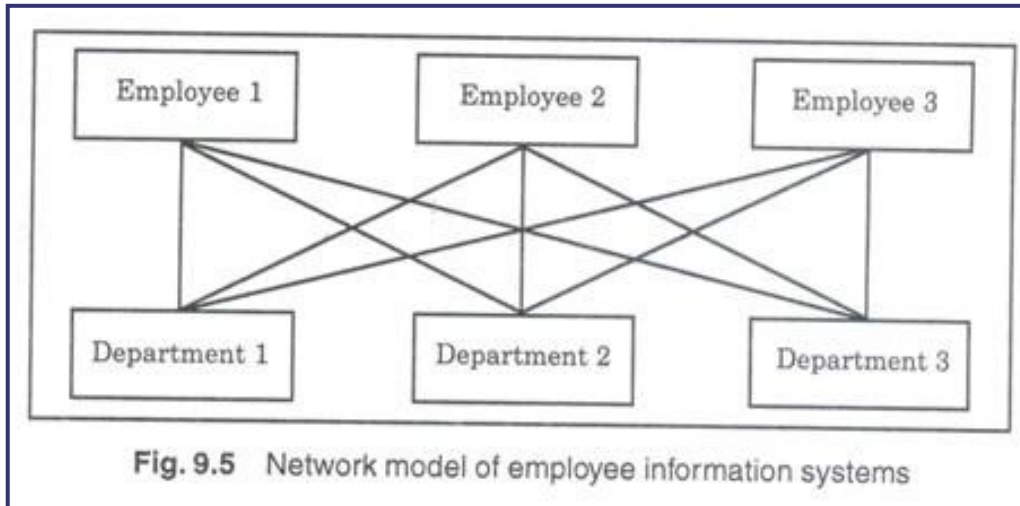 Employee 1
Employee 2
Employee 3
Department 1
Department 2
Department 3
Fig. 9.5 Network model of employee information systems